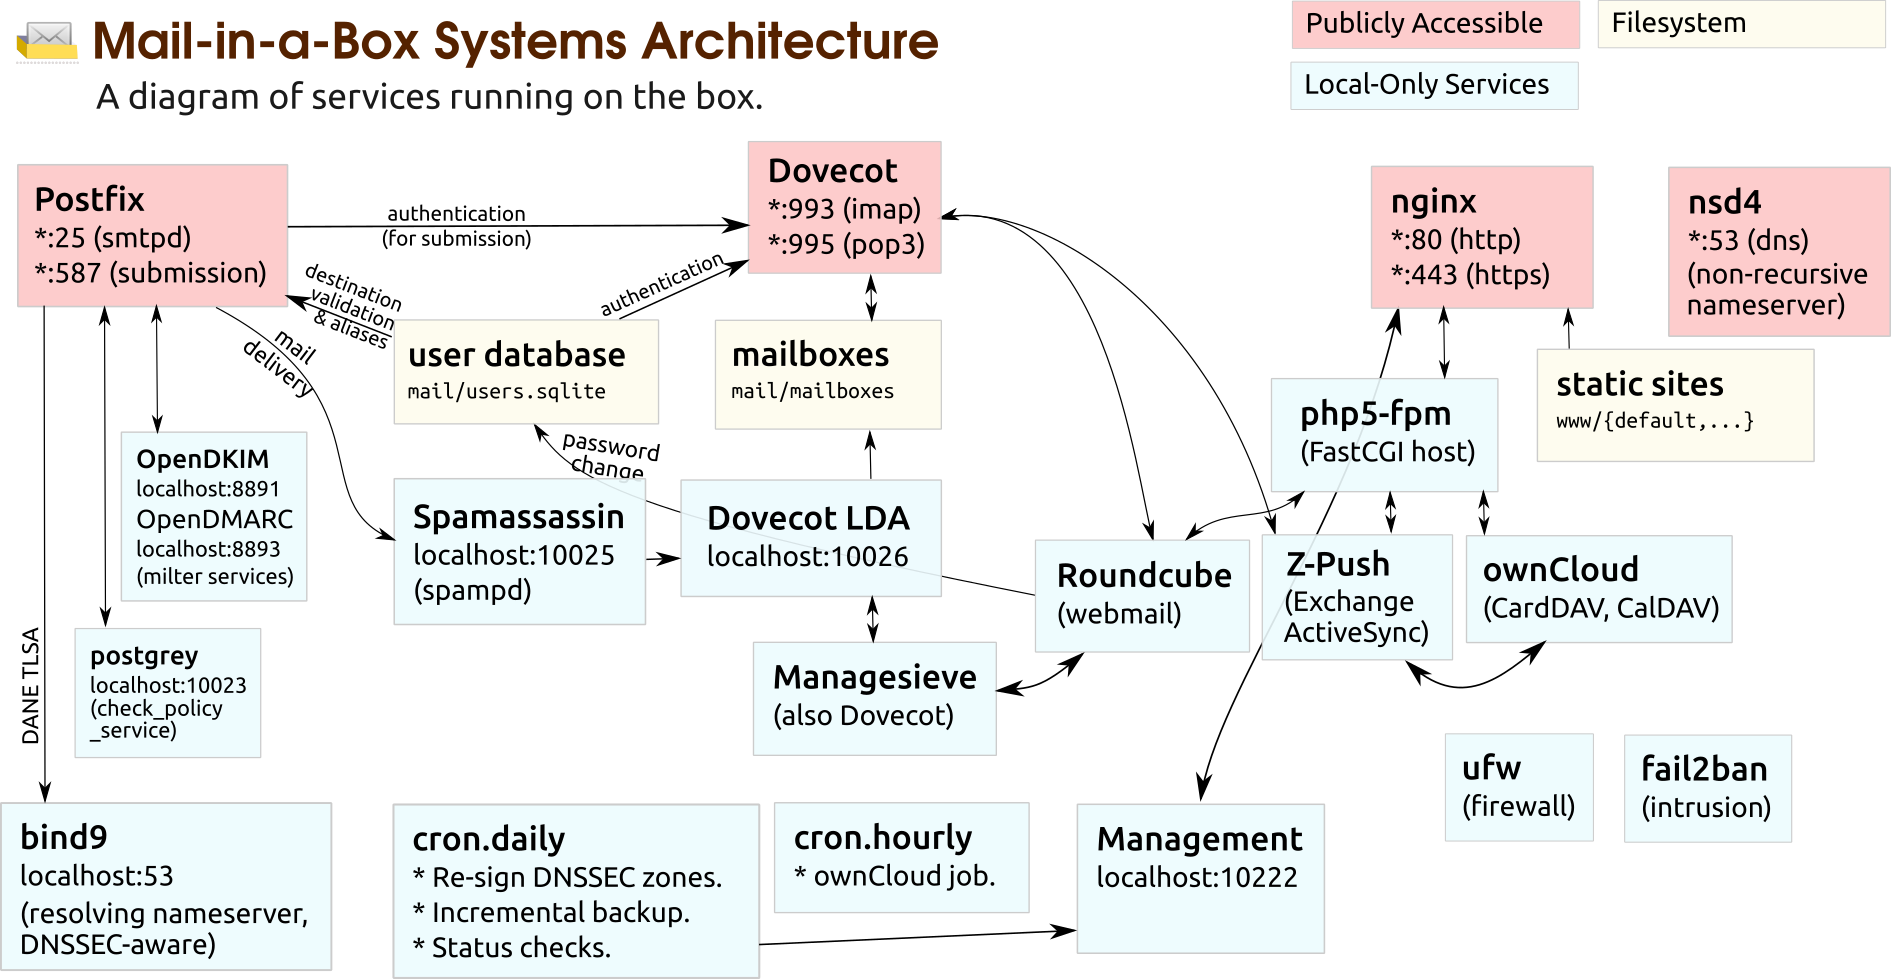 Mail-in-a-Box Systems Architecture
A diagram of services running on the box.
Publicly Accessible
Filesystem
Local-Only Services
Postfix
*:25 (smtpd)
*:587 (submission)
authentication
(for submission)
Dovecot
*:993 (imap)
*:995 (pop3)
nginx
*:80 (http)
*:443 (https)
nsd4
*:53 (dns)
(non-recursive
nameserver)
destination
validation
& aliases
authentication
mail
delivery
user database
mail/users.sqlite
mailboxes
mail/mailboxes
php5-fpm
(FastCGI host)
static sites
www/{default,...}
password
change
OpenDKIM
localhost:8891
OpenDMARC
localhost:8893
(milter services)
Spamassassin
localhost:10025
(spampd)
Dovecot LDA
localhost:10026
Roundcube
(webmail)
Z-Push
(Exchange
ActiveSync)
ownCloud
(CardDAV, CalDAV)
DANE TLSA
postgrey
localhost:10023
(check_policy
_service)
Managesieve
(also Dovecot)
ufw
(firewall)
fail2ban
(intrusion)
bind9
localhost:53
(resolving nameserver,
DNSSEC-aware)
cron.daily
* Re-sign DNSSEC zones.
* Incremental backup.
* Status checks.
cron.hourly
* ownCloud job.
Management
localhost:10222